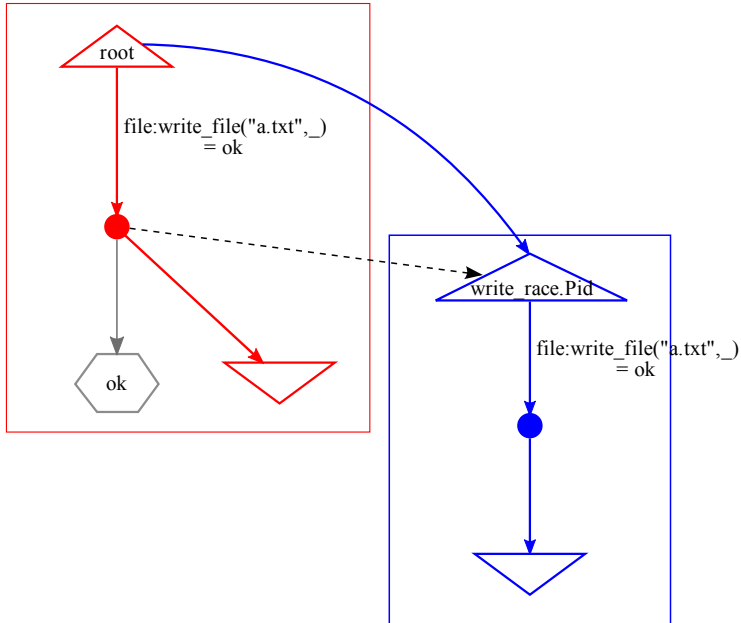 root
file:write_file("a.txt",_)
= ok
ok
write_race.Pid
file:write_file("a.txt",_)
= ok